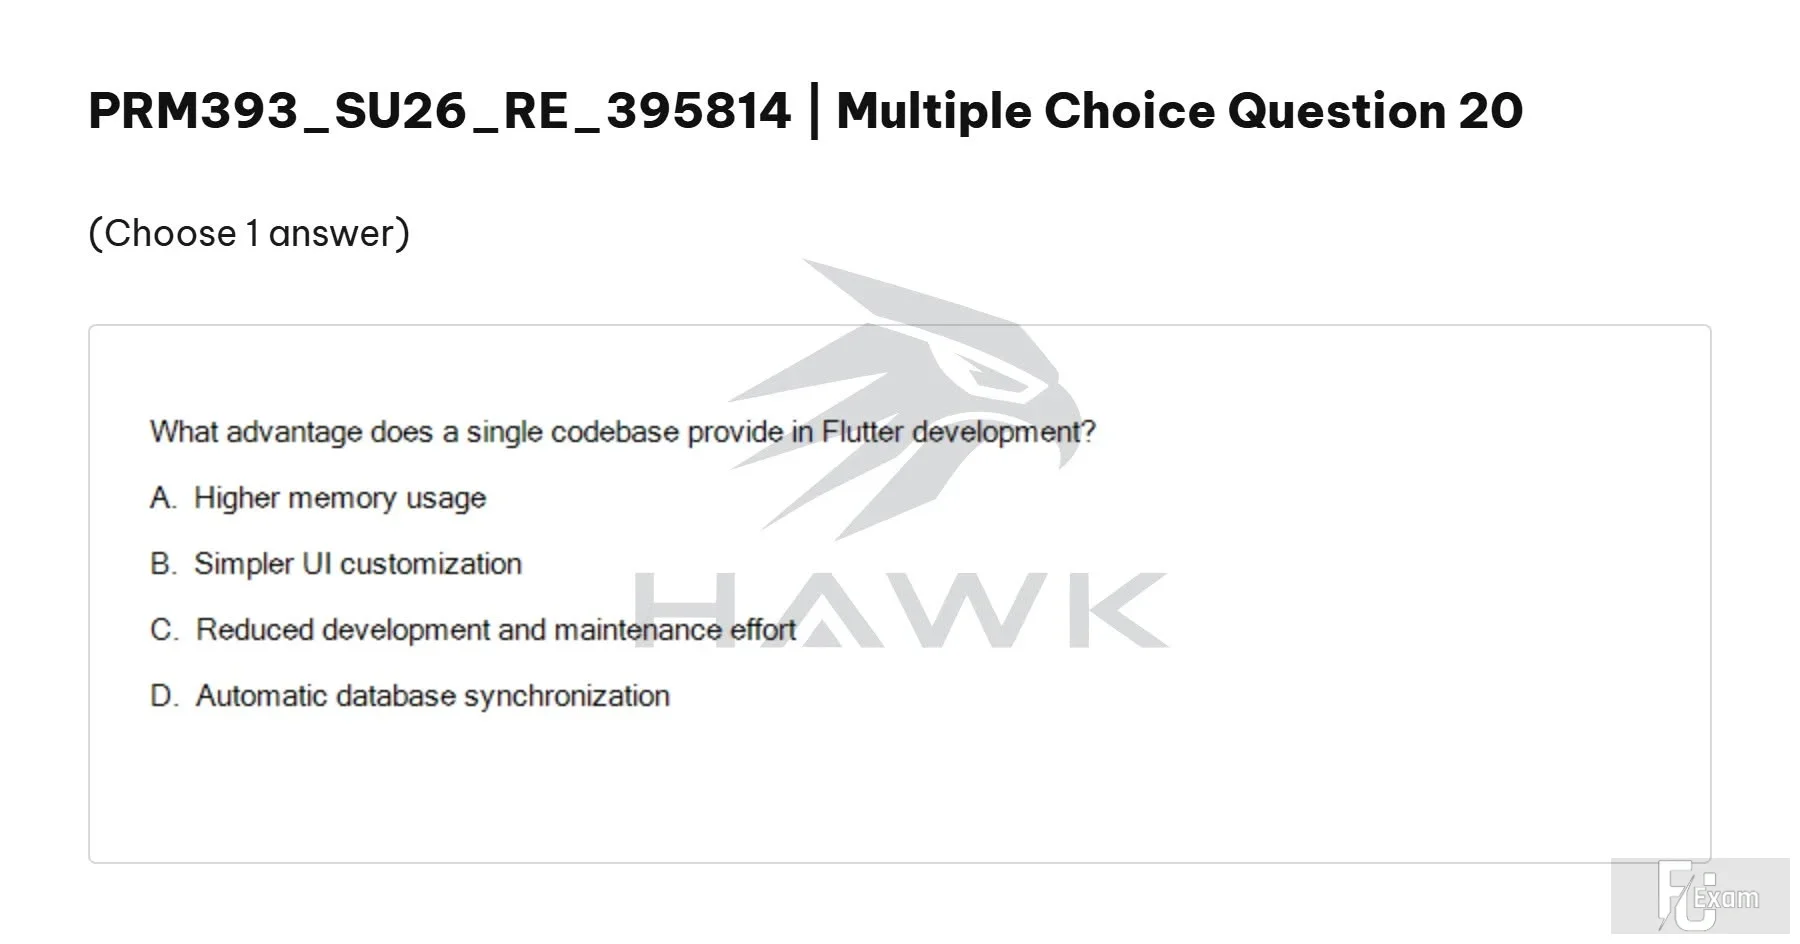 PRM393_SU26_RE_395814 | Multiple Choice Question 20
(Choose 1 answer)
What advantage does a single codebase provide in Flutter development?
A. Higher memory usage
B. Simpler UI customization
C. Reduced development and maintenance effort
D. Automatic database synchronization
HAWK
FU Exam